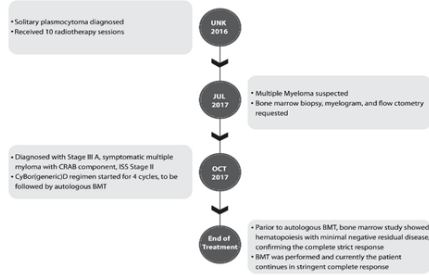 • Solitary plasmocytoma diagnosed
• Received 10 radiotherapy sessions
UNK
2016
JUL
2017
• Multiple Myeloma suspected
• Bone marrow biopsy, myelogram, and flow ctometry
requested
• Diagnosed with Stage III A, symptomatic multiple
myloma with CRAB component, ISS Stage II
• CyBor(generic)D regimen started for 4 cycles, to be
followed by autologous BMT
OCT
2017
End of
Treatment
• Parior to autologous BMT, bone marrow study showed
hematopoiesis with minimal negative residual disease,
confirming the complete strict response
• BMT was performed and currently the patient
continues in stringent complete response